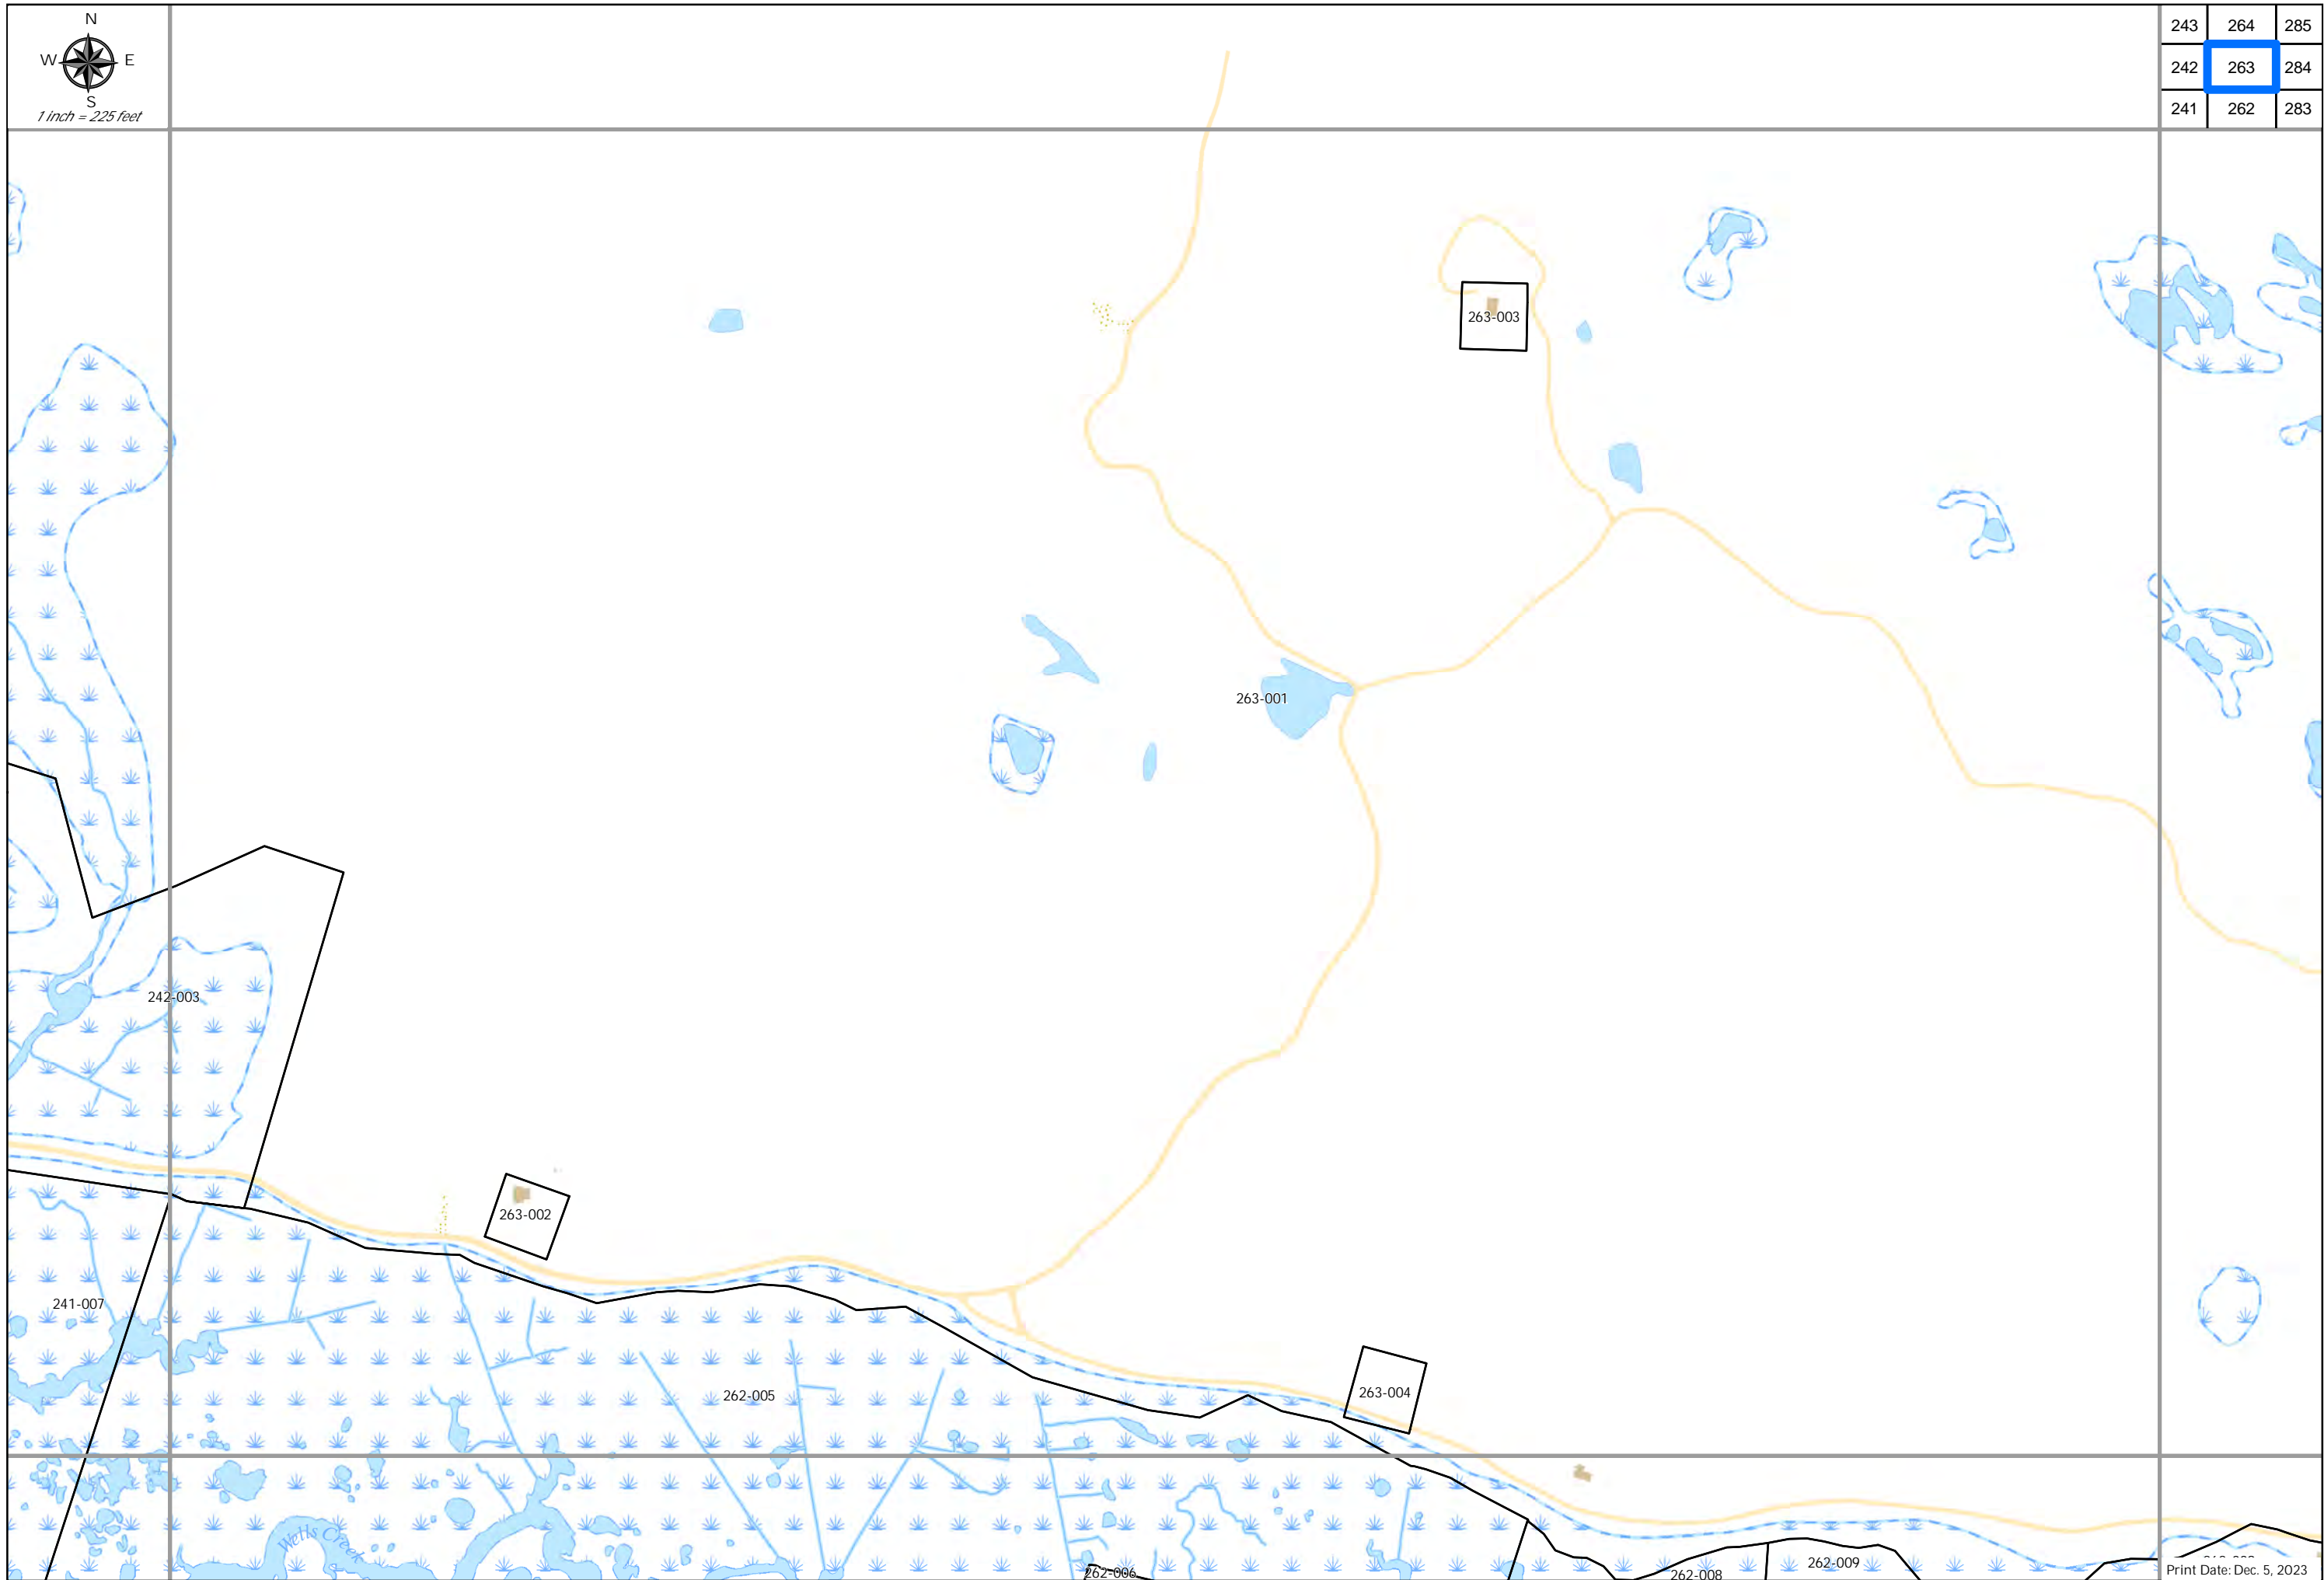 N
W E
S
1 inch = 225 feet
243 264 285
242 263 284
241 262 283
263-003
263-001
242-003
263-002
241-007
262-005
263-004
Wells Creek
262-006
262-008
262-009
Print Date: Dec. 5, 2023